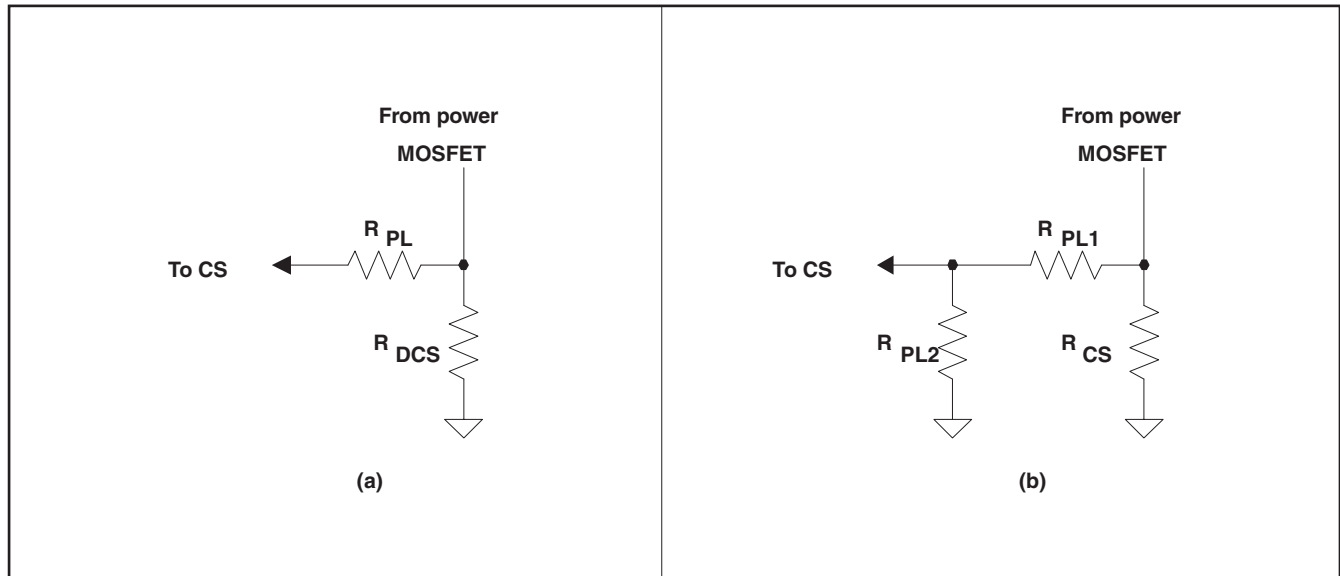 From power
MOSFET
R PL
To CS
R DCS
(a)
From power
MOSFET
R PL1
To CS
R PL2
R CS
(b)